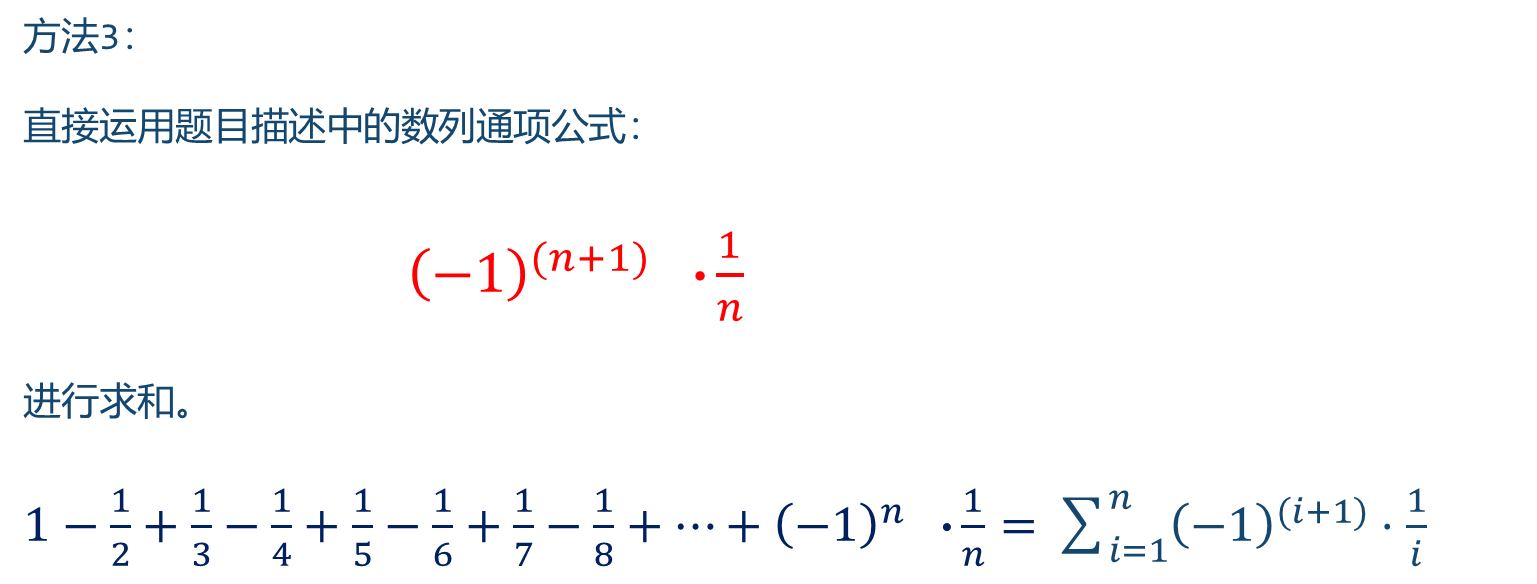 方法3：
直接运用题目描述中的数列通项公式：
(−1)^(n+1) · 1/n
进行求和。
1 − 1/2 + 1/3 − 1/4 + 1/5 − 1/6 + 1/7 − 1/8 + ⋯ + (−1)^n · 1/n = ∑_{i=1}^{n} (−1)^(i+1) · 1/i